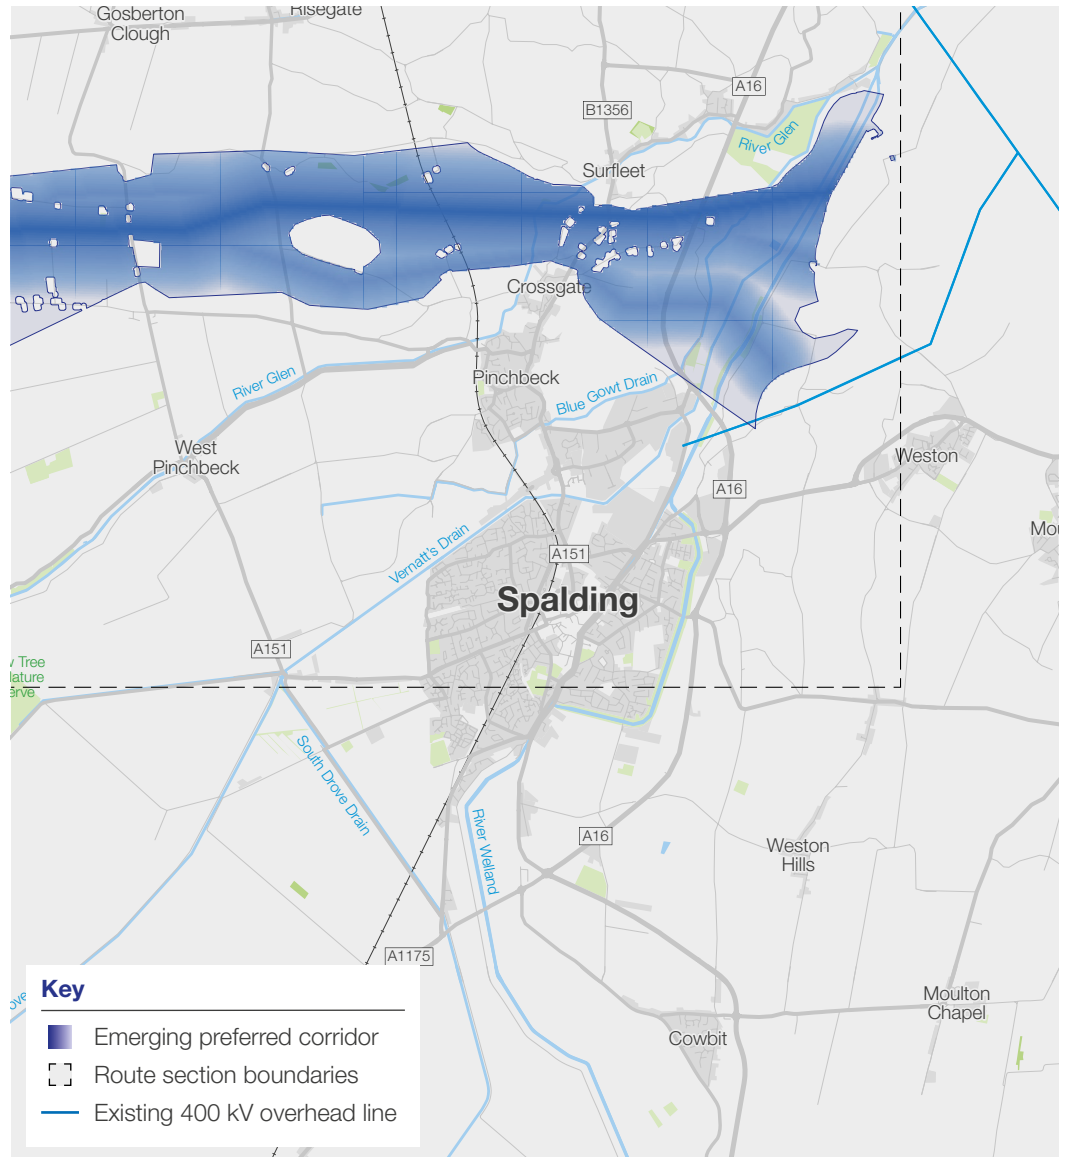 Gosberton
Clough
Risegate
A16
B1356
River Glen
Surfleet
Crossgate
Pinchbeck
River Glen
Blue Gowt Drain
West
Pinchbeck
Weston
A16
Vernatt's Drain
A151
Spalding
A151
Tree
South Drove Drain
River Welland
A16
Weston
Hills
A1175
Moulton
Chapel
Cowbit
Key
Emerging preferred corridor
Route section boundaries
Existing 400 kV overhead line